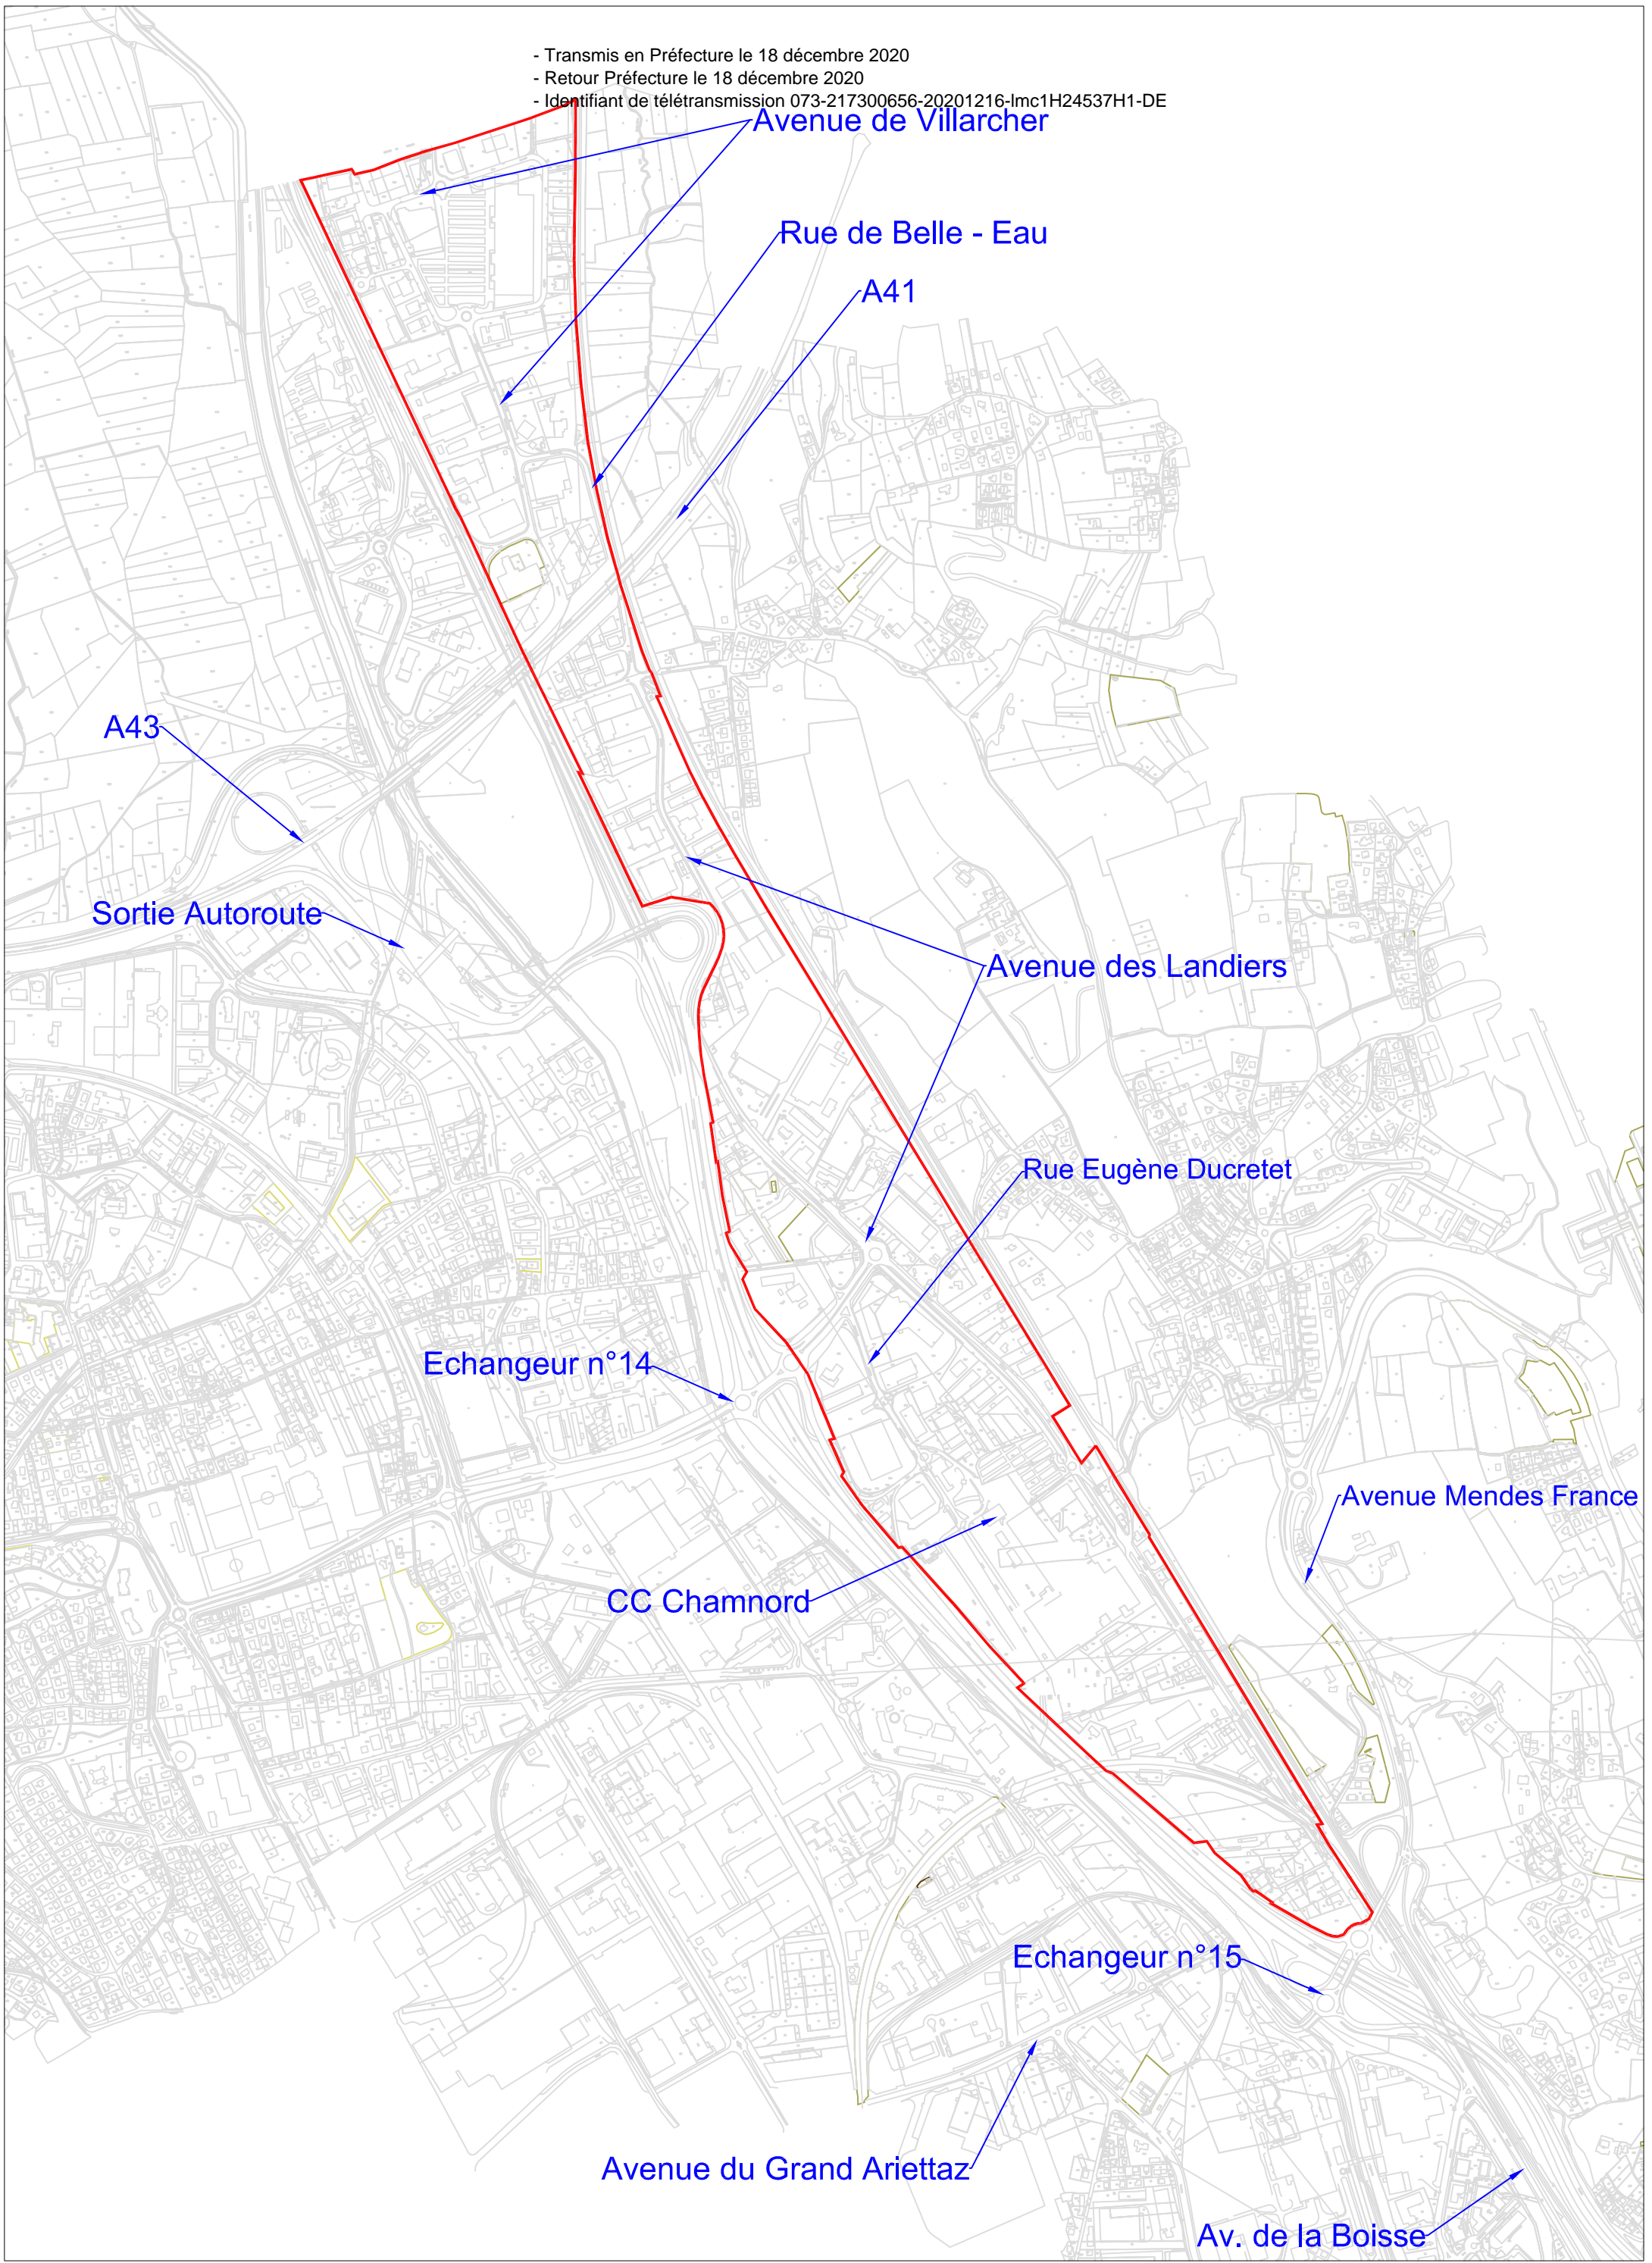 - Transmis en Préfecture le 18 décembre 2020
- Retour Préfecture le 18 décembre 2020
- Identifiant de télétransmission 073-217300656-20201216-lmc1H24537H1-DE
Avenue de Villarcher
Rue de Belle - Eau
A41
A43
Sortie Autoroute
Avenue des Landiers
Rue Eugène Ducretet
Echangeur n°14
Avenue Mendes France
CC Chamnord
Echangeur n°15
Avenue du Grand Ariettaz
Av. de la Boisse